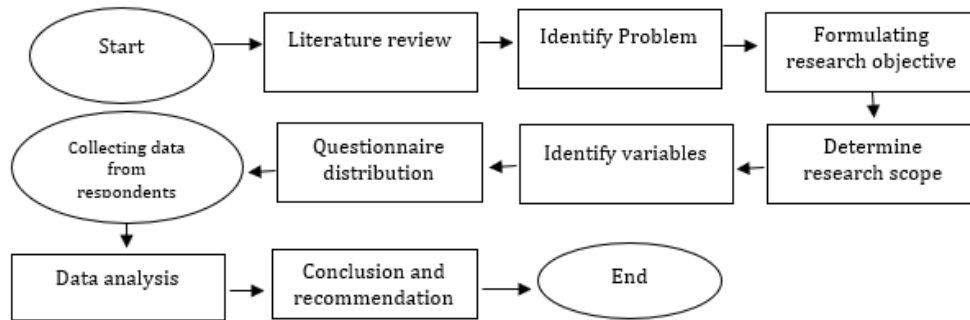 Start
Literature review
Identify Problem
Formulating
research objective
Determine
research scope
Identify variables
Questionnaire
distribution
Collecting data
from
respondents
Data analysis
Conclusion and
recommendation
End